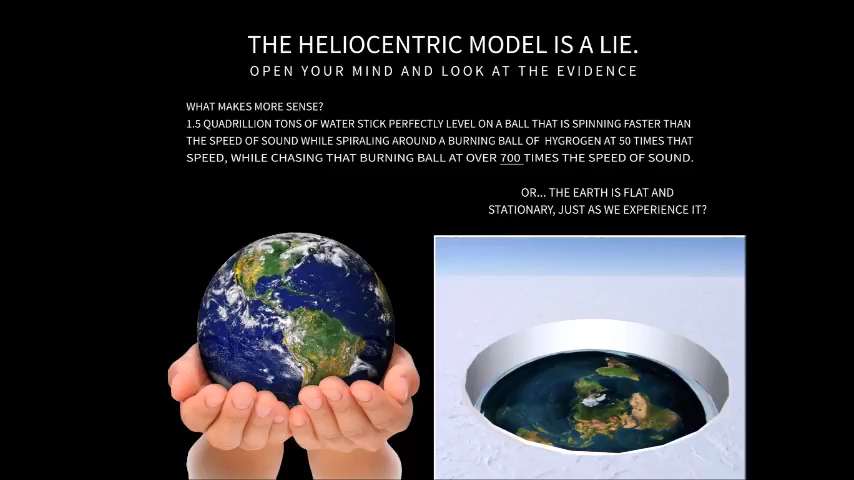 THE HELIOCENTRIC MODEL IS A LIE.
OPEN YOUR MIND AND LOOK AT THE EVIDENCE
WHAT MAKES MORE SENSE?
1.5 QUADRILLION TONS OF WATER STICK PERFECTLY LEVEL ON A BALL THAT IS SPINNING FASTER THAN
THE SPEED OF SOUND WHILE SPIRALING AROUND A BURNING BALL OF HYGROGEN AT 50 TIMES THAT
SPEED, WHILE CHASING THAT BURNING BALL AT OVER 700 TIMES THE SPEED OF SOUND.
OR... THE EARTH IS FLAT AND
STATIONARY, JUST AS WE EXPERIENCE IT?